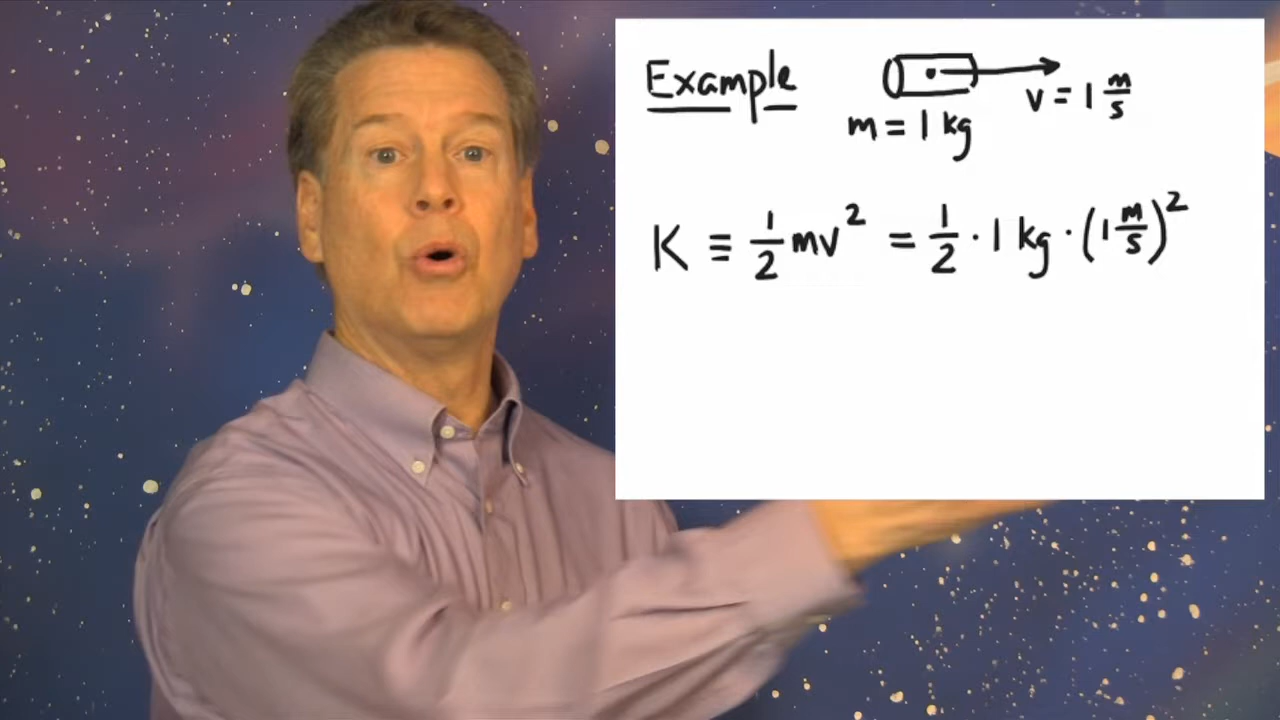 Example
v = 1 m/s
m = 1 kg
K ≡ 1/2 mv² = 1/2 · 1 kg · (1 m/s)²